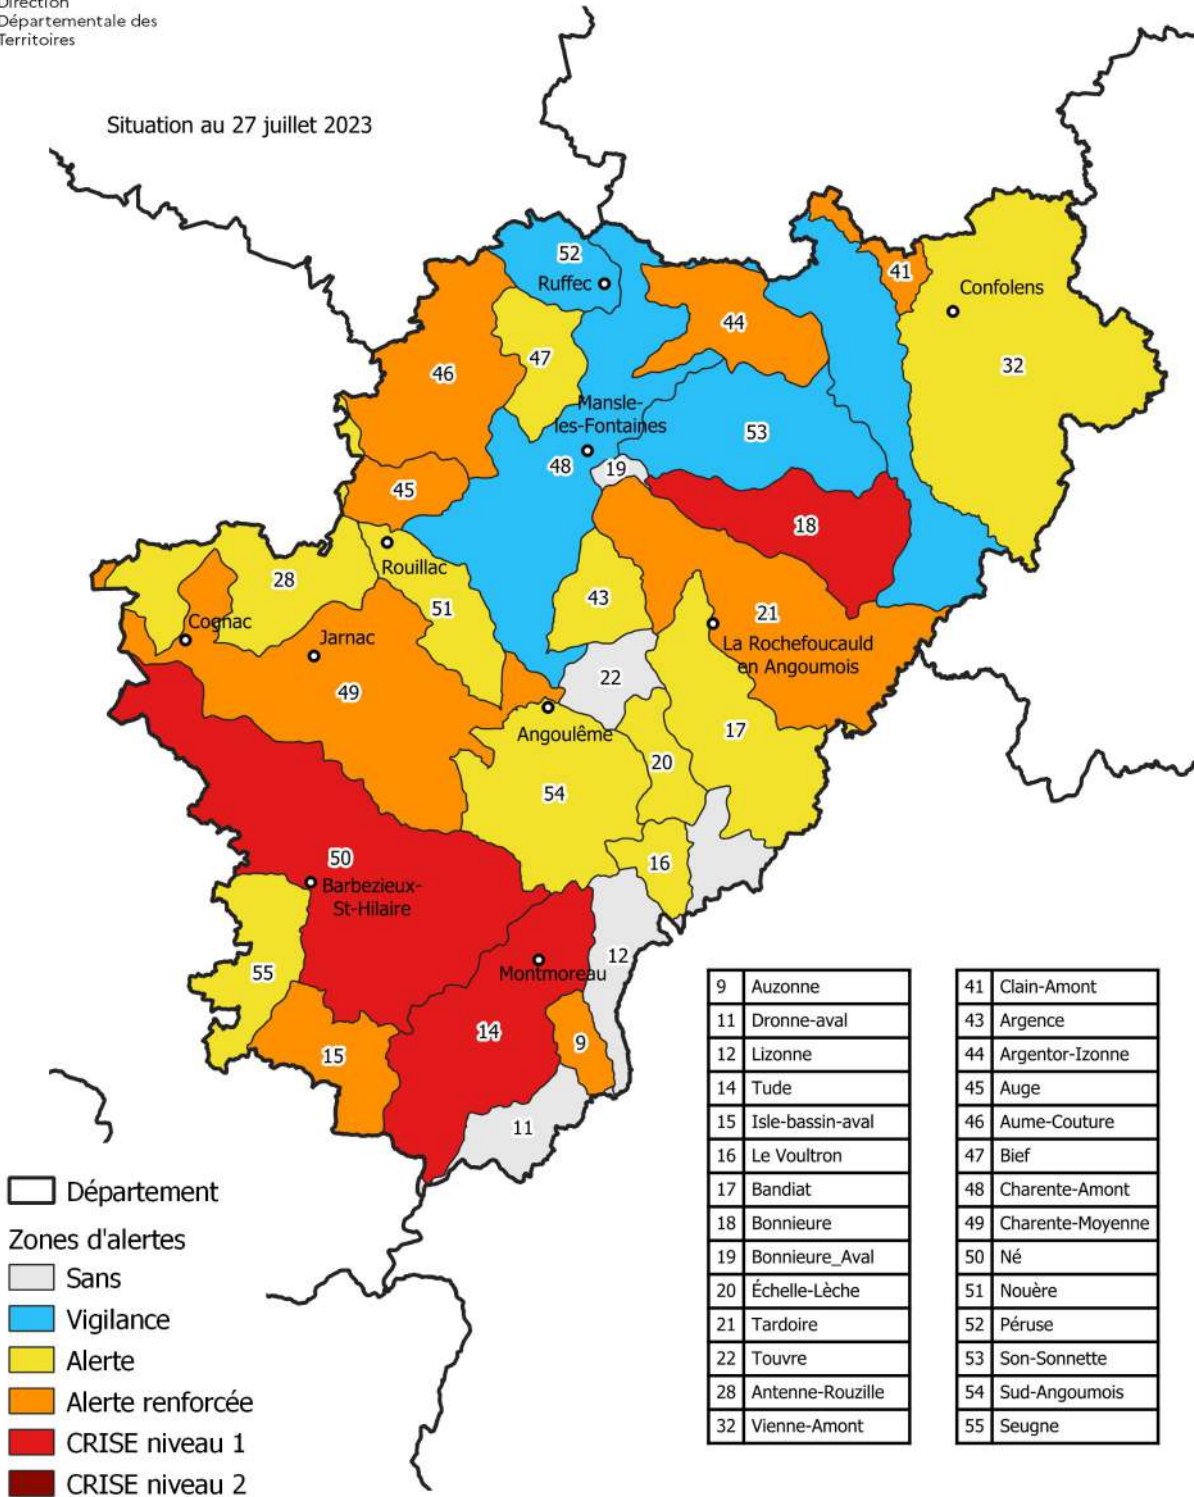 Direction
Départementale des
Territoires
Situation au 27 juillet 2023
52
Ruffec
41
Confolens
44
47
46
32
Mansle-
les-Fontaines
53
48
19
45
18
Rouillac
28
51
43
Cognac
Jarnac
21
La Rochefoucauld
en Angoumois
22
49
Angoulême
17
20
54
50
16
Barbezieux-
St-Hilaire
12
Montmoreau
55
14
9
15
11
9 Auzonne
11 Dronne-aval
12 Lizonne
14 Tude
15 Isle-bassin-aval
16 Le Voultron
17 Bandiat
18 Bonnieure
19 Bonnieure_Aval
20 Échelle-Lèche
21 Tardoire
22 Touvre
28 Antenne-Rouzille
32 Vienne-Amont
41 Clain-Amont
43 Argence
44 Argentor-Izonne
45 Auge
46 Aume-Couture
47 Bief
48 Charente-Amont
49 Charente-Moyenne
50 Né
51 Nouère
52 Péruse
53 Son-Sonnette
54 Sud-Angoumois
55 Seugne
Département
Zones d'alertes
Sans
Vigilance
Alerte
Alerte renforcée
CRISE niveau 1
CRISE niveau 2